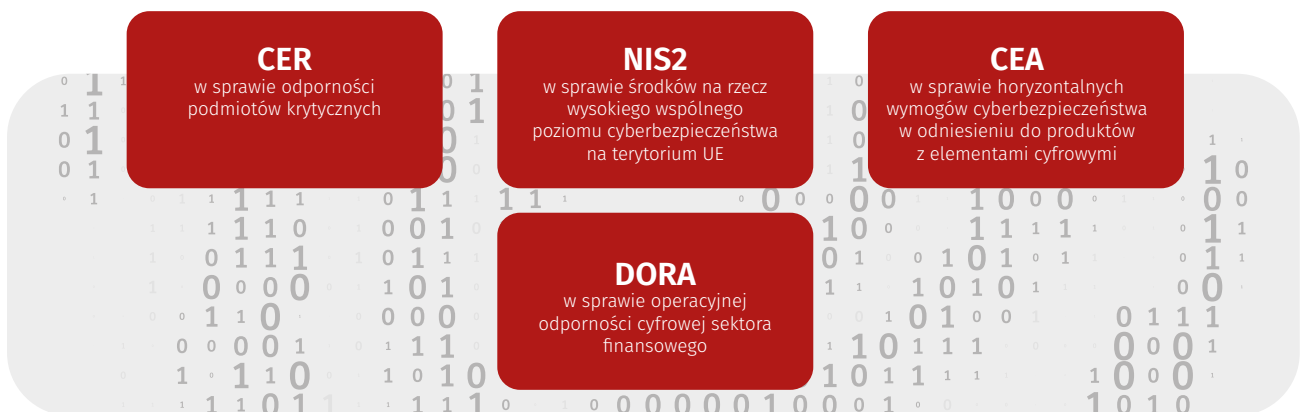 CER
w sprawie odporności
podmiotów krytycznych
NIS2
w sprawie środków na rzecz
wysokiego wspólnego
poziomu cyberbezpieczeństwa
na terytorium UE
CEA
w sprawie horyzontalnych
wymogów cyberbezpieczeństwa
w odniesieniu do produktów
z elementami cyfrowymi
DORA
w sprawie operacyjnej
odporności cyfrowej sektora
finansowego